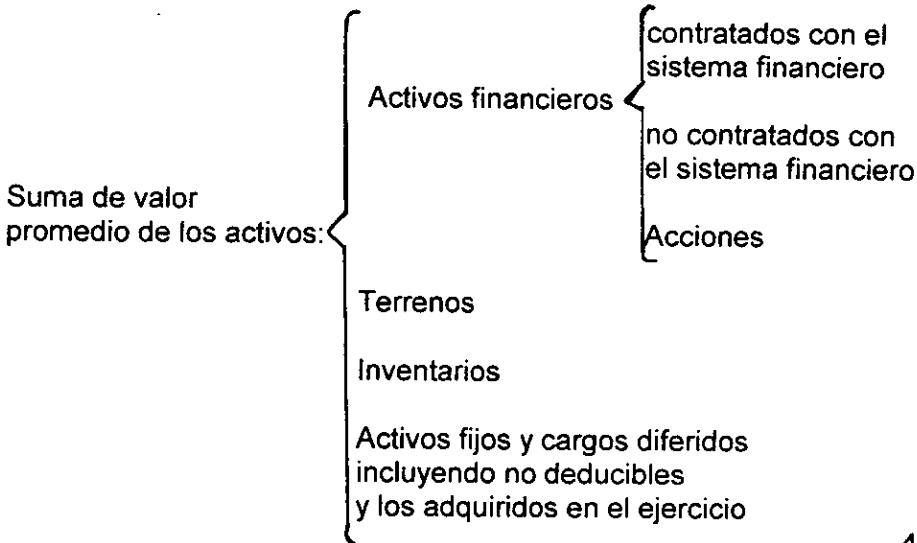 contratados con el
sistema financiero
Activos financieros
no contratados con
el sistema financiero
Suma de valor
promedio de los activos:
Acciones
Terrenos
Inventarios
Activos fijos y cargos diferidos
incluyendo no deducibles
y los adquiridos en el ejercicio